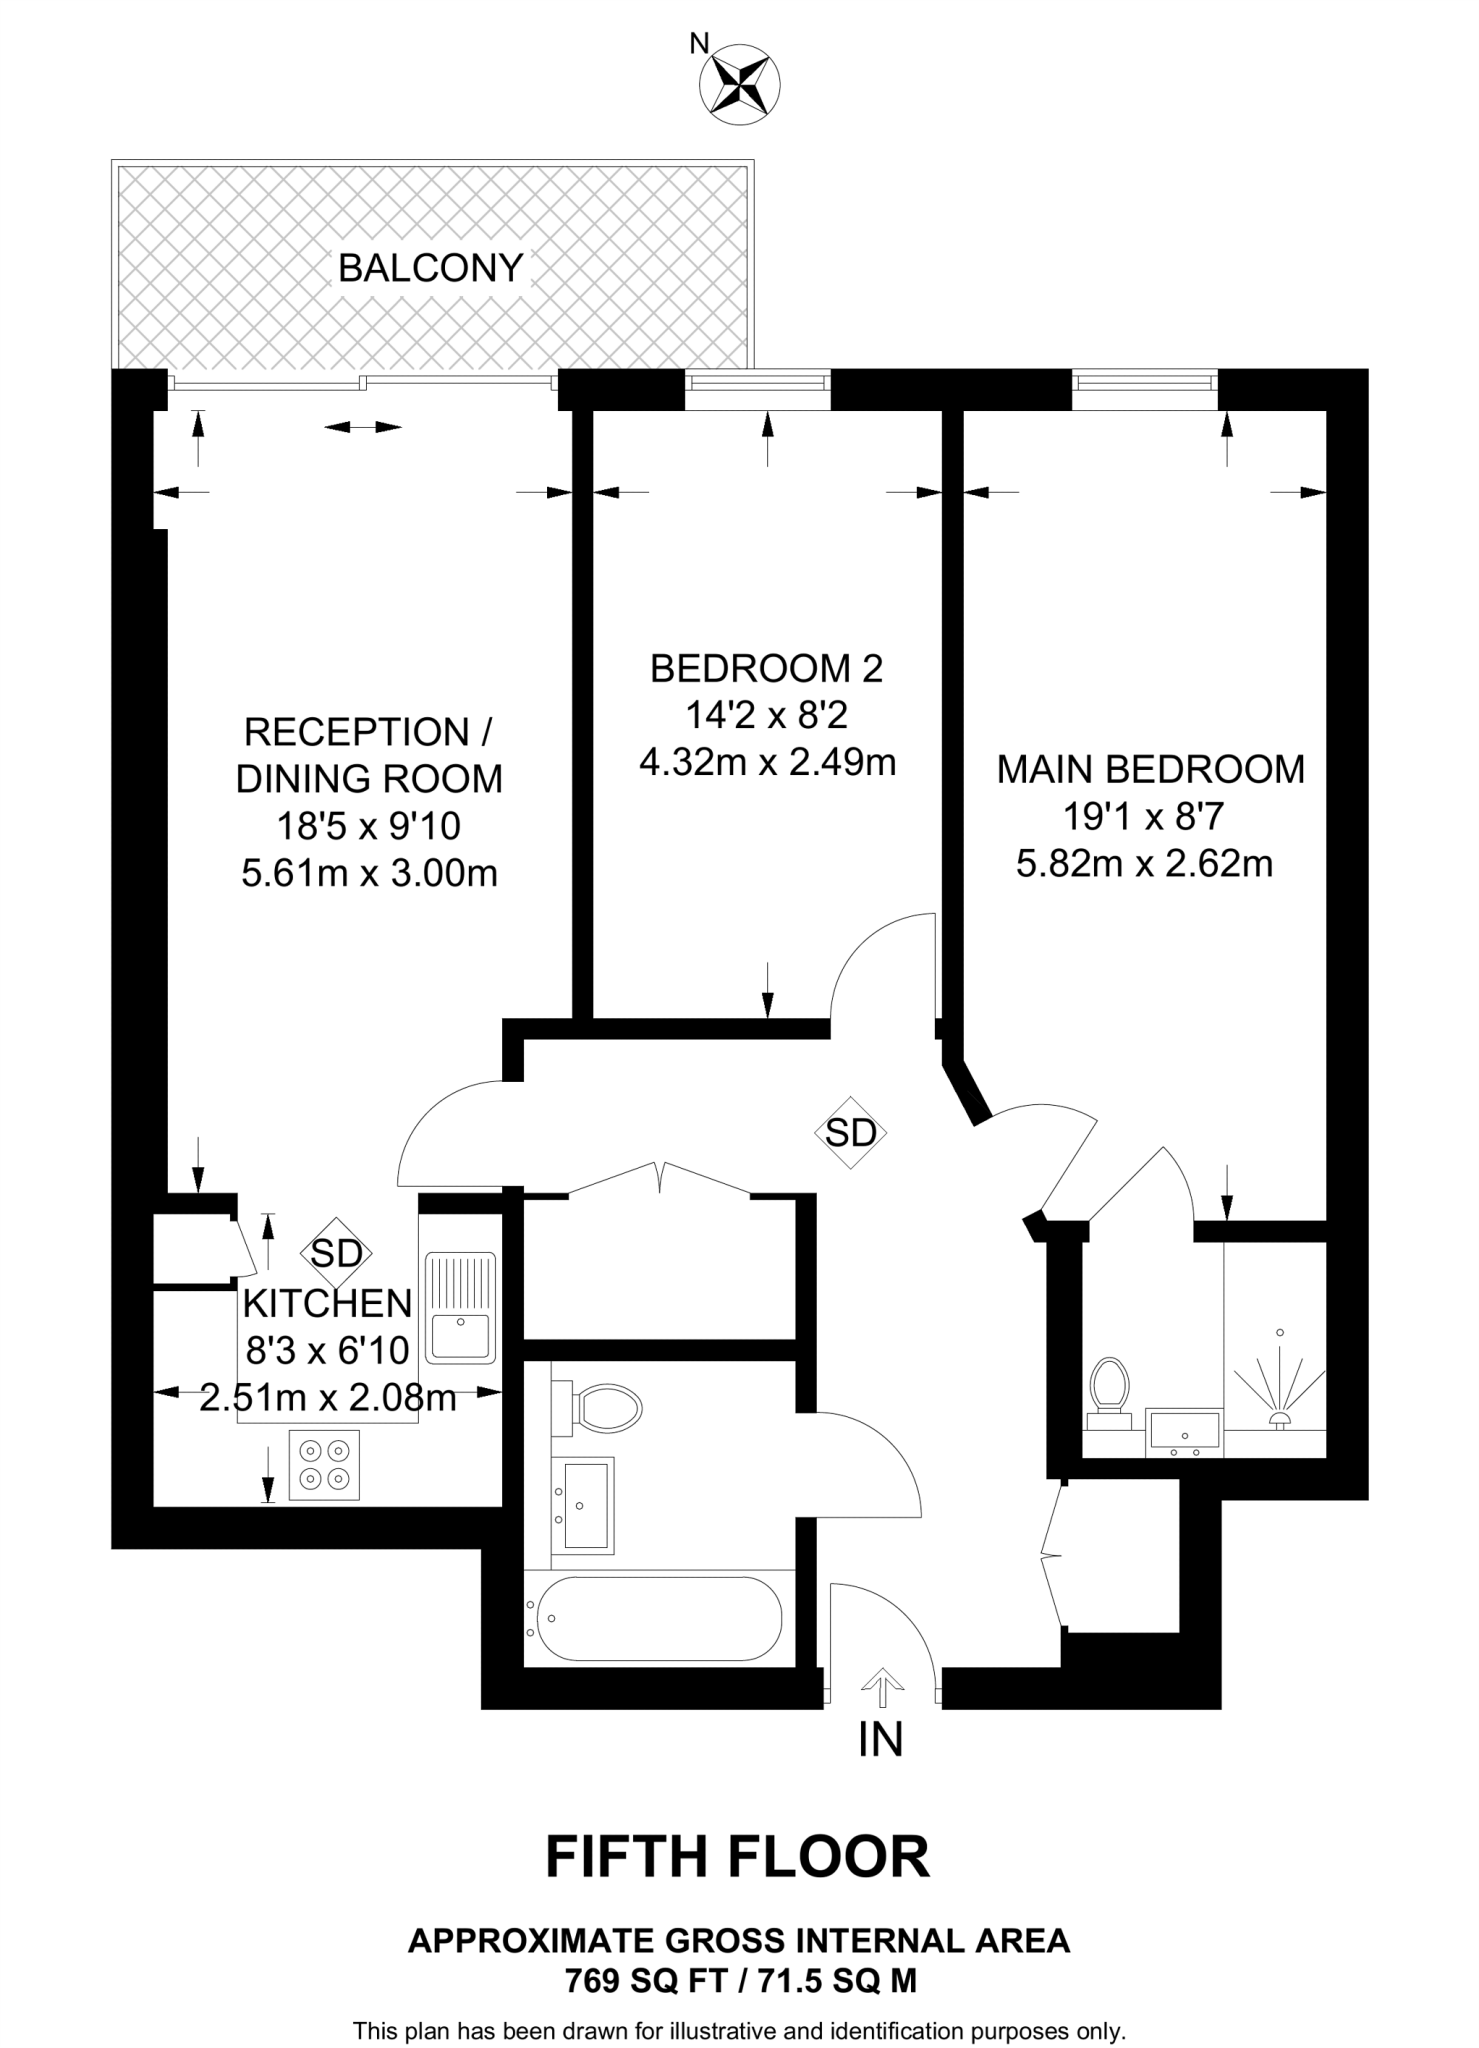 N
BALCONY
BEDROOM 2
14'2 x 8'2
4.32m x 2.49m
RECEPTION /
DINING ROOM
18'5 x 9'10
5.61m x 3.00m
MAIN BEDROOM
19'1 x 8'7
5.82m x 2.62m
SD
SD
KITCHEN
8'3 x 6'10
2.51m x 2.08m
IN
FIFTH FLOOR
APPROXIMATE GROSS INTERNAL AREA
769 SQ FT / 71.5 SQ M
This plan has been drawn for illustrative and identification purposes only.